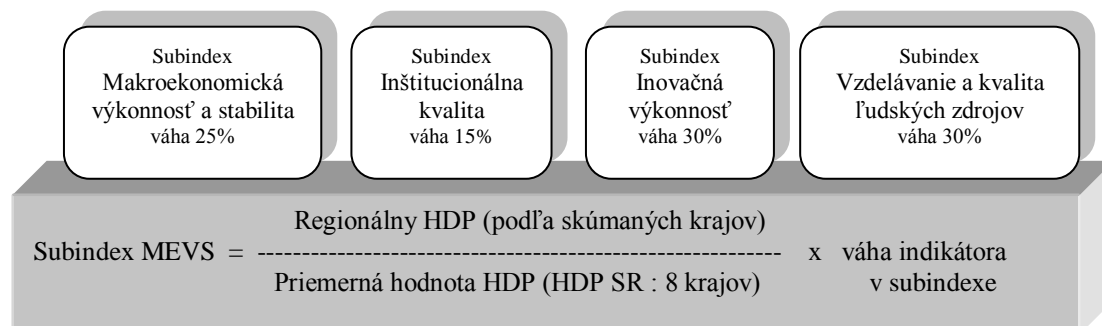 Subindex
Makroekonomická
výkonnosť a stabilita
váha 25%
Subindex
Inštitucionálna
kvalita
váha 15%
Subindex
Inovačná
výkonnosť
váha 30%
Subindex
Vzdelávanie a kvalita
ľudských zdrojov
váha 30%
Regionálny HDP (podľa skúmaných krajov)
Subindex MEVS = ------------------------------------------------------------ x váha indikátora
Priemerná hodnota HDP (HDP SR : 8 krajov) v subindexe